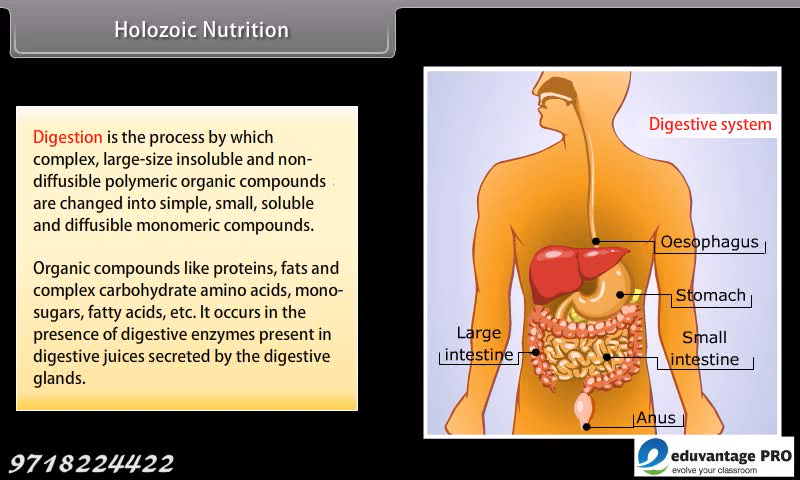 Holozoic Nutrition
Digestion is the process by which
complex, large-size insoluble and non-
diffusible polymeric organic compounds
are changed into simple, small, soluble
and diffusible monomeric compounds.
Organic compounds like proteins, fats and
complex carbohydrate amino acids, mono-
sugars, fatty acids, etc. It occurs in the
presence of digestive enzymes present in
digestive juices secreted by the digestive
glands.
Digestive system
Oesophagus
Stomach
Large
intestine
Small
intestine
Anus
9718224422
eduvantage PRO
evolve your classroom